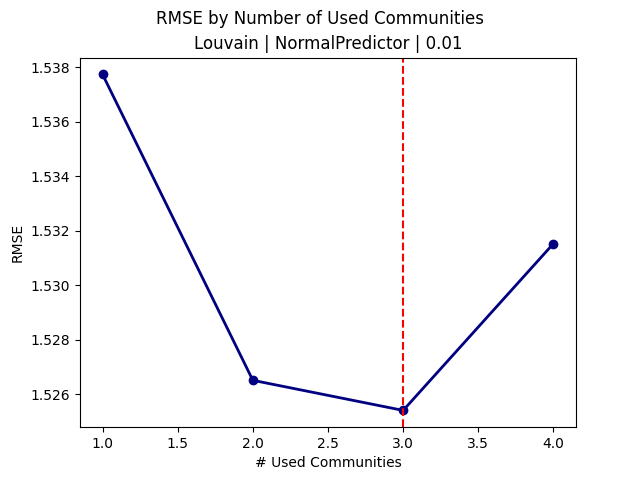 RMSE by Number of Used Communities
Louvain | NormalPredictor | 0.01
1.538
1.536
1.534
1.532
1.530
1.528
1.526
RMSE
1.0 1.5 2.0 2.5 3.0 3.5 4.0
# Used Communities